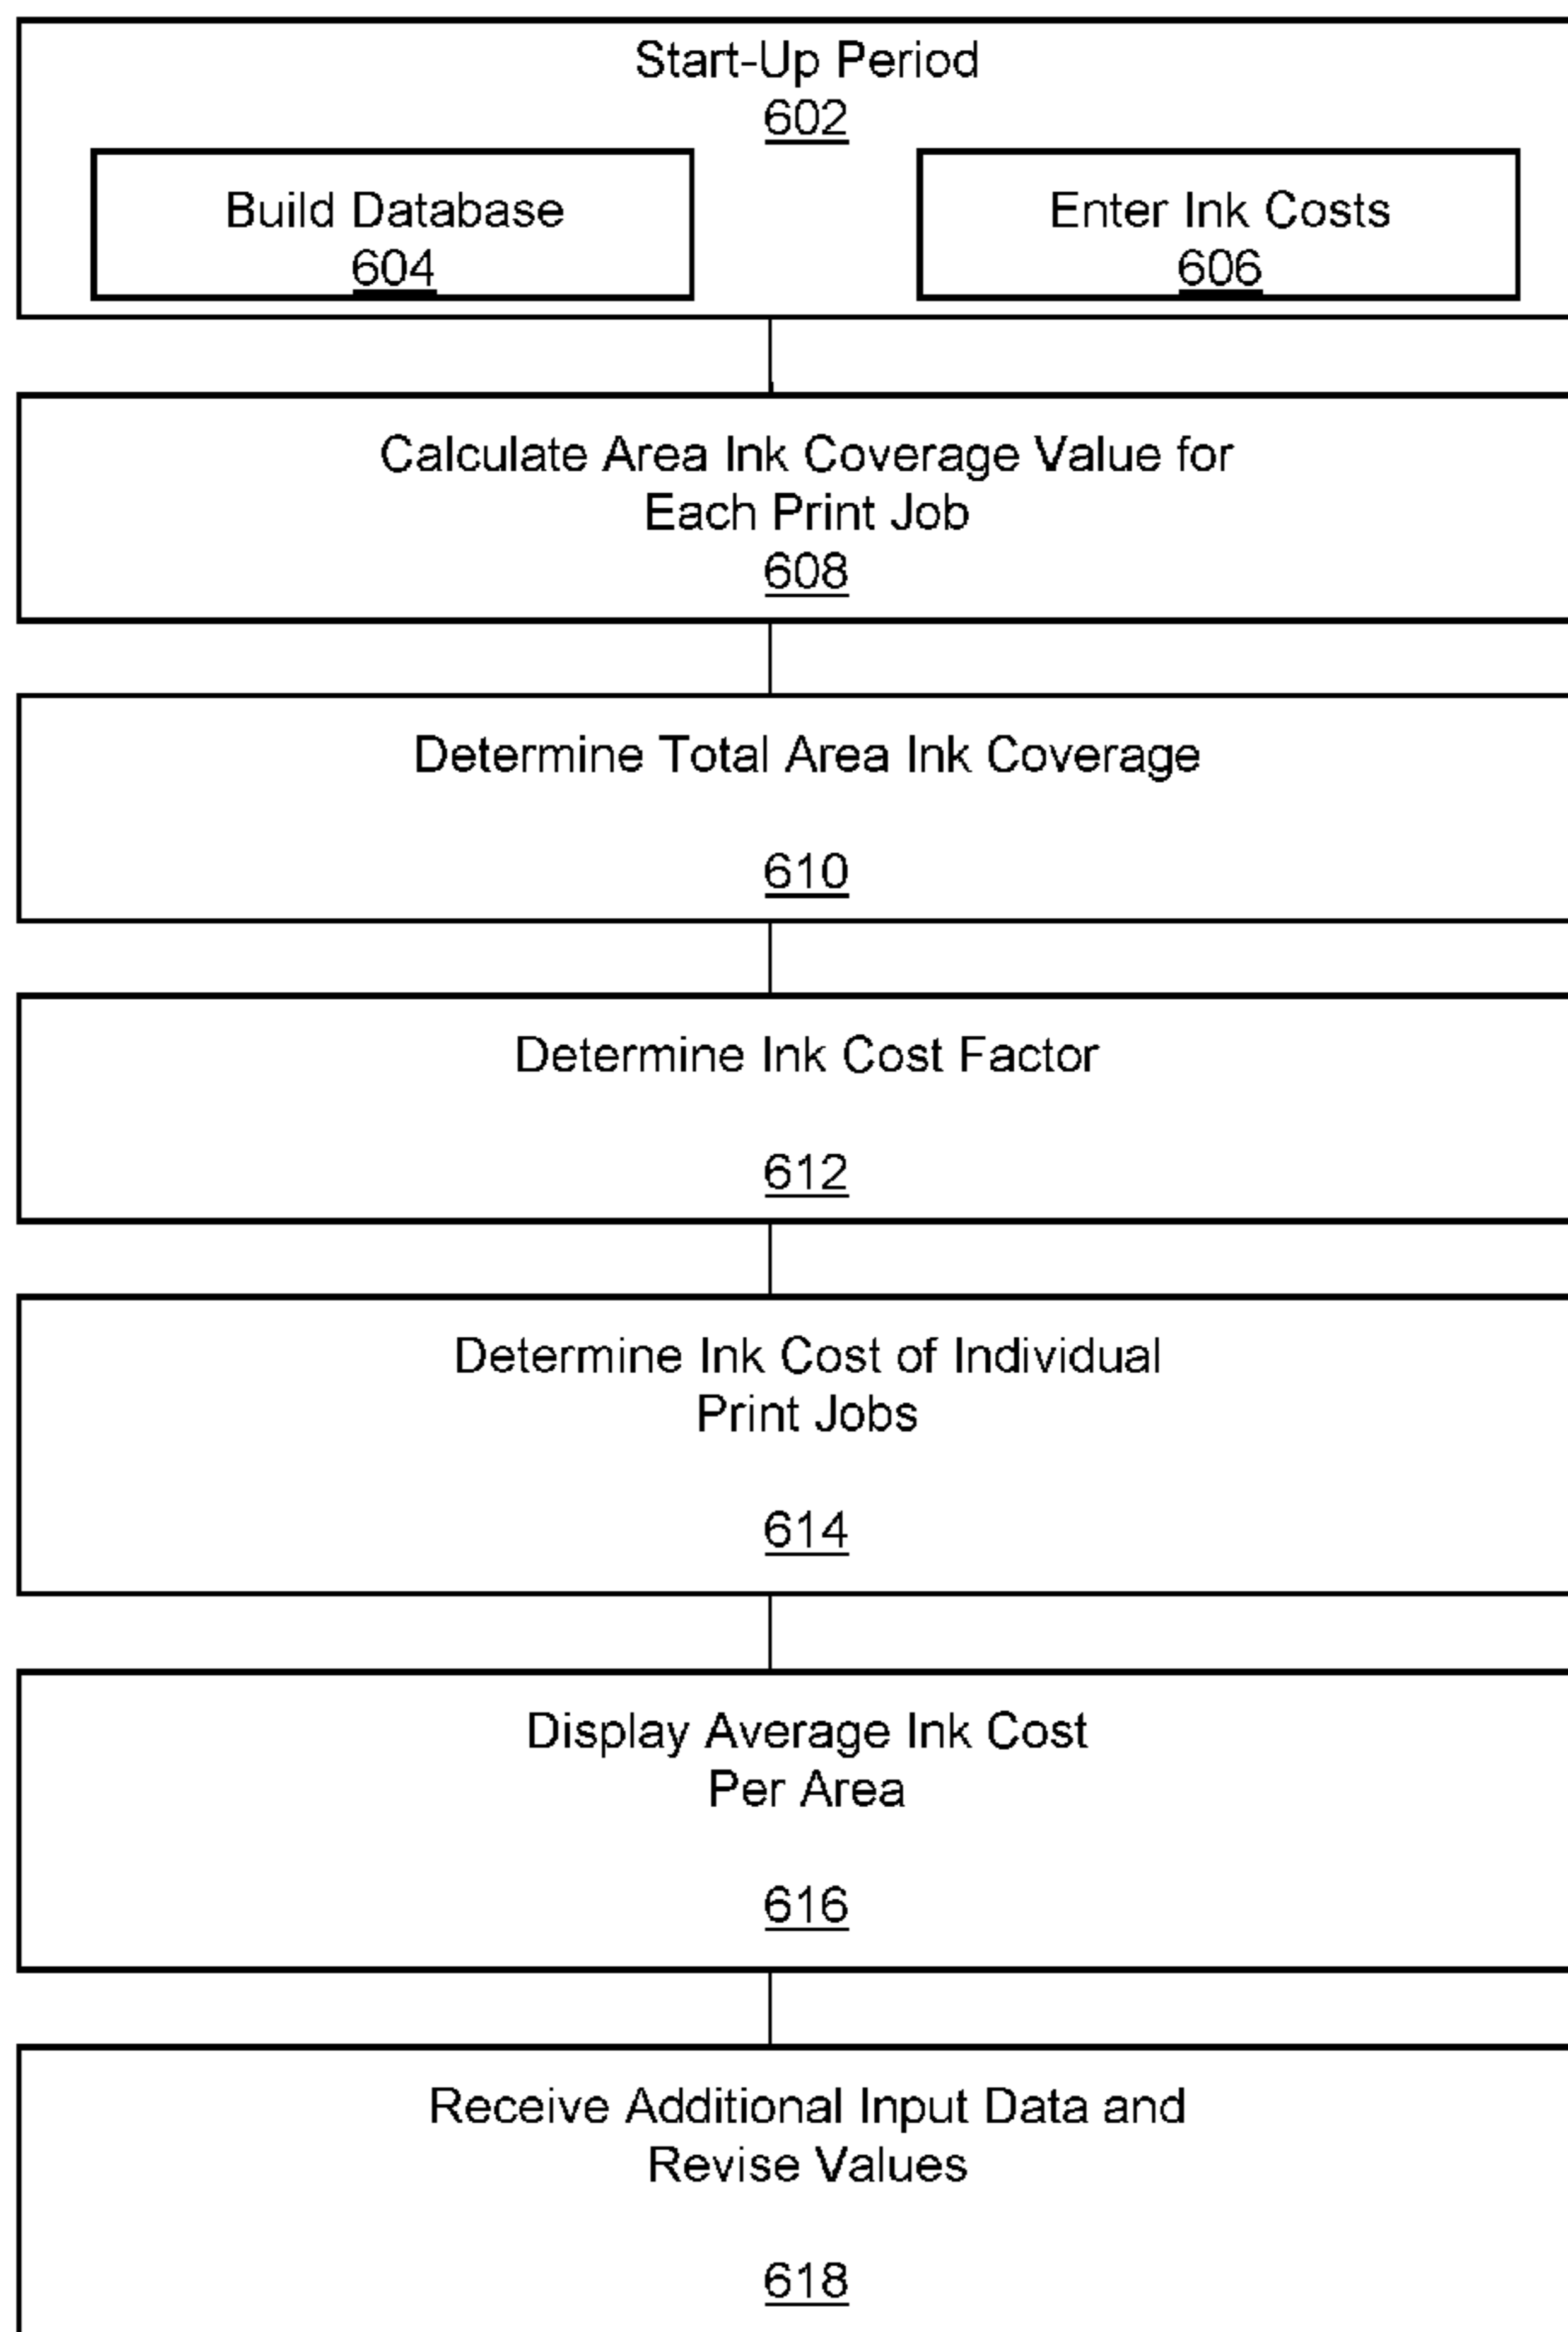 Start-Up Period
602
Build Database
604
Enter Ink Costs
606
Calculate Area Ink Coverage Value for
Each Print Job
608
Determine Total Area Ink Coverage
610
Determine Ink Cost Factor
612
Determine Ink Cost of Individual
Print Jobs
614
Display Average Ink Cost
Per Area
616
Receive Additional Input Data and
Revise Values
618